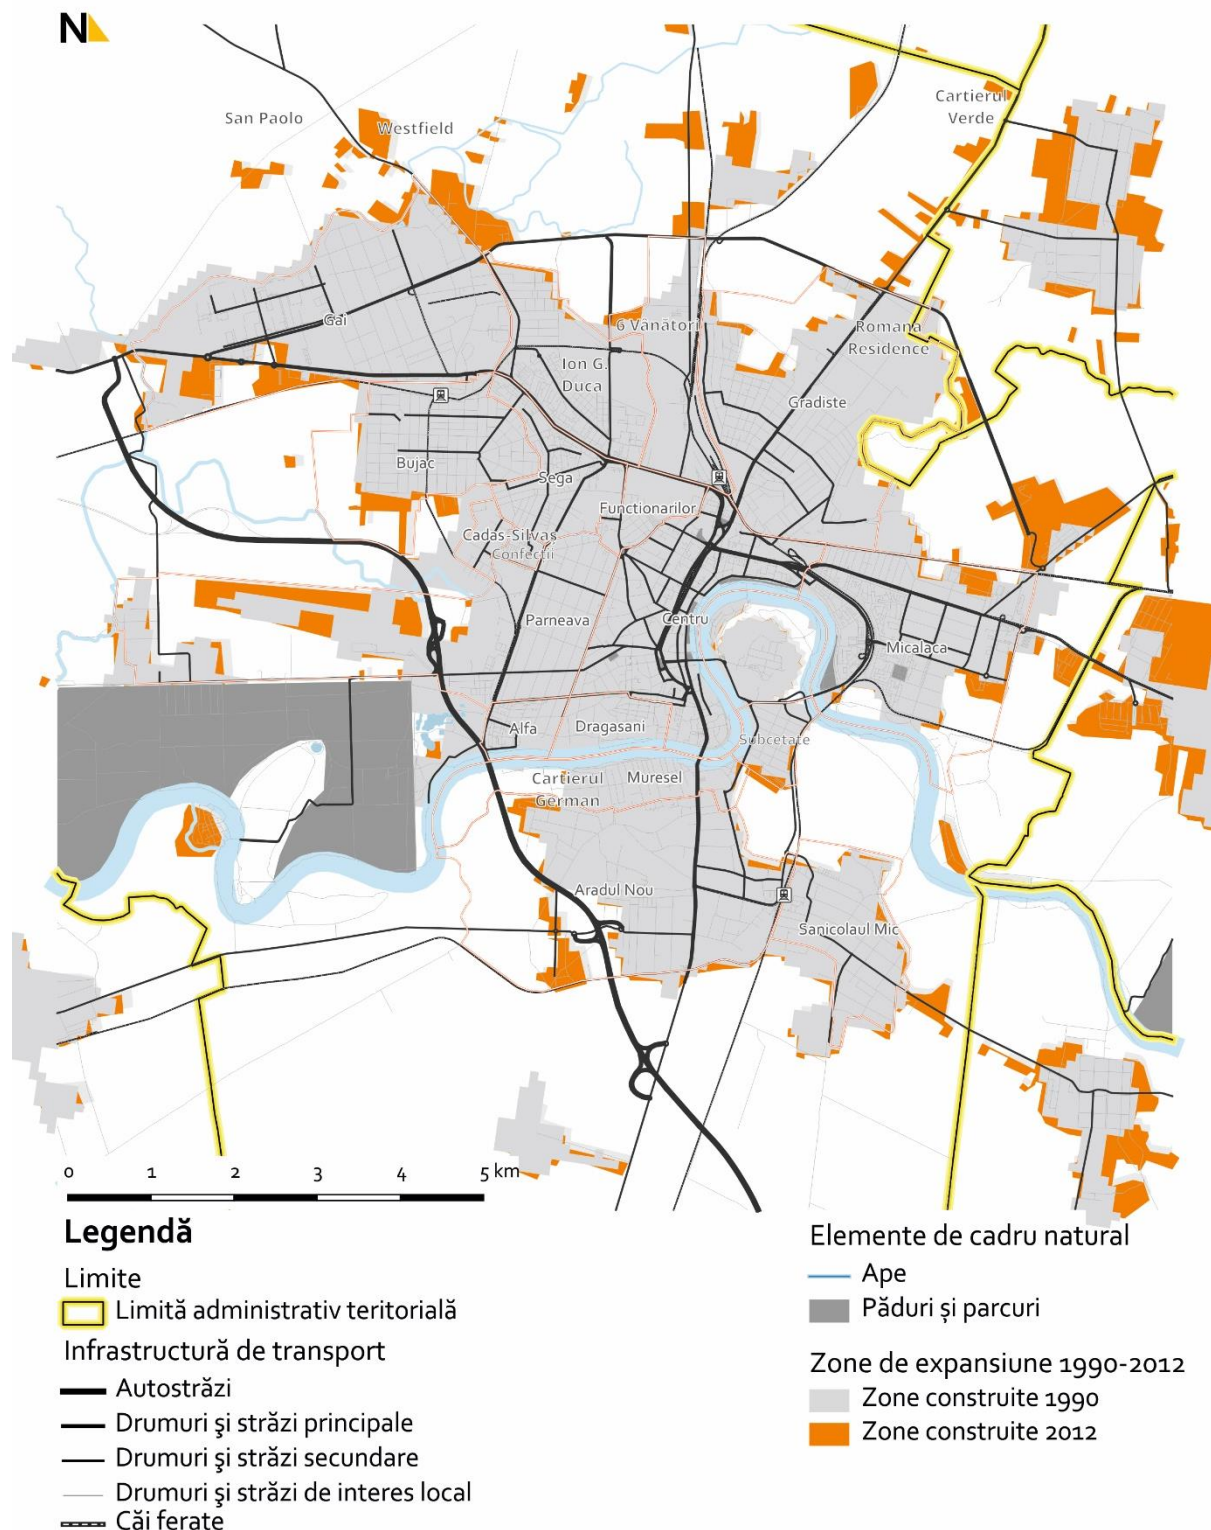 N
San Paolo
Westfield
Cartierul
Verde
Gai
6 Vânători
Romana
Residence
Ion G.
Duca
Gradiste
Bujac
Sega
Functionarilor
Cadas-Silvaș
Confecții
Parneava
Centru
Micalaca
Alfa
Dragasani
Subcetate
Cartierul
German
Muresel
Aradul Nou
Sanicolaul Mic
0 1 2 3 4 5 km
Legendă
Limite
Limită administrativ teritorială
Infrastructură de transport
Autostrăzi
Drumuri şi străzi principale
Drumuri şi străzi secundare
Drumuri şi străzi de interes local
Căi ferate
Elemente de cadru natural
Ape
Păduri și parcuri
Zone de expansiune 1990-2012
Zone construite 1990
Zone construite 2012